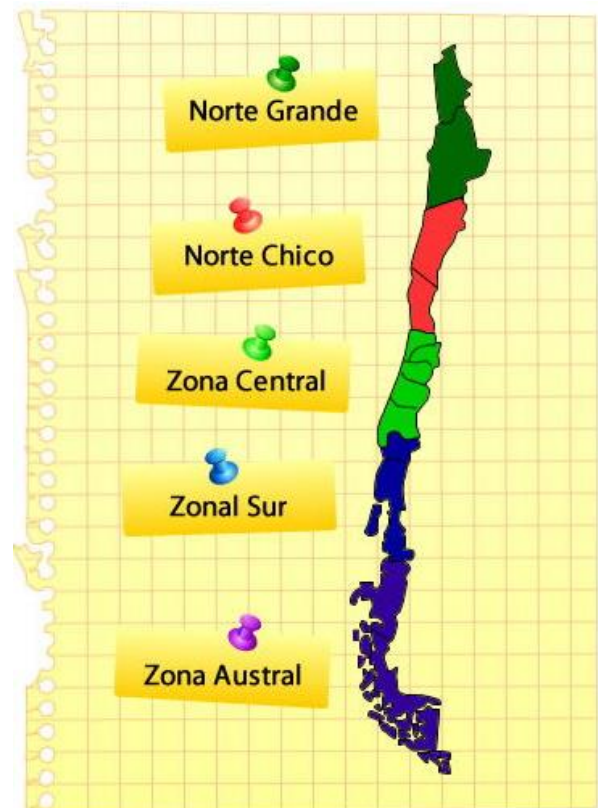 Norte Grande
Norte Chico
Zona Central
Zonal Sur
Zona Austral